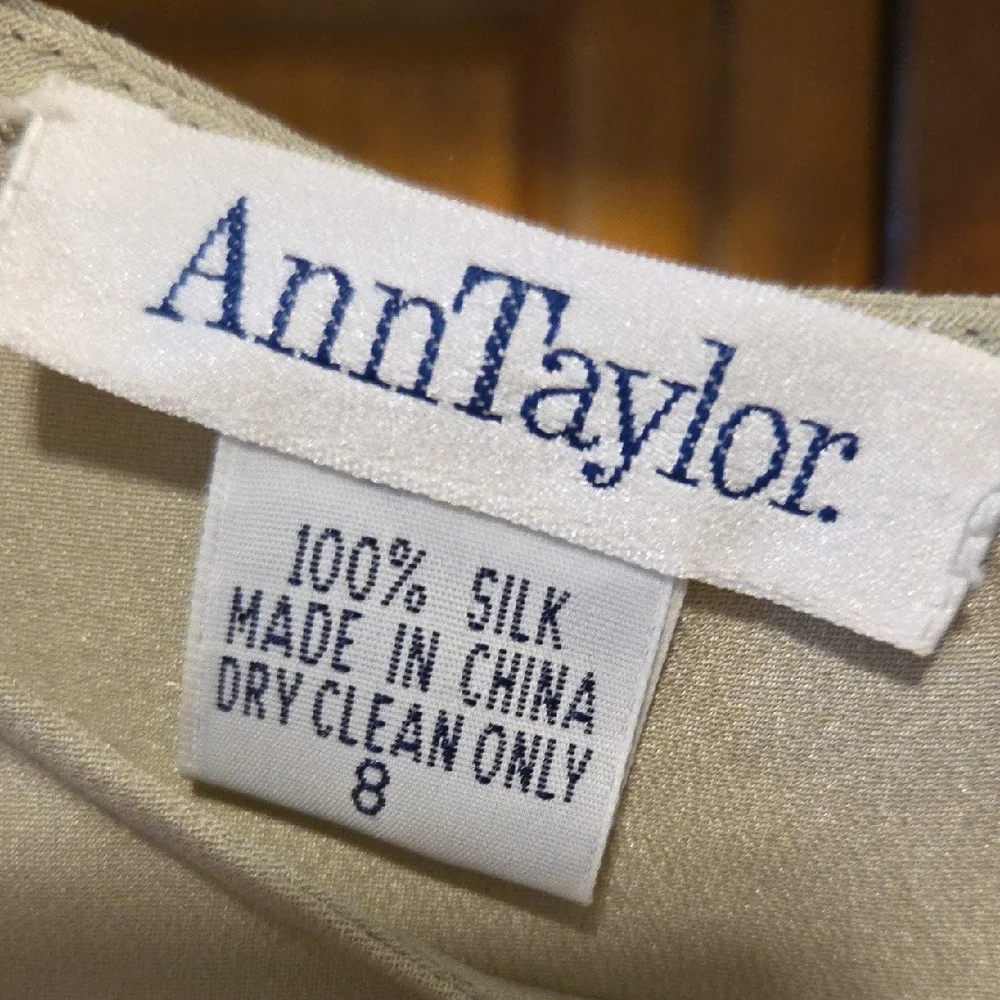 AnnTaylor.
100% SILK
MADE IN CHINA
DRY CLEAN ONLY
8